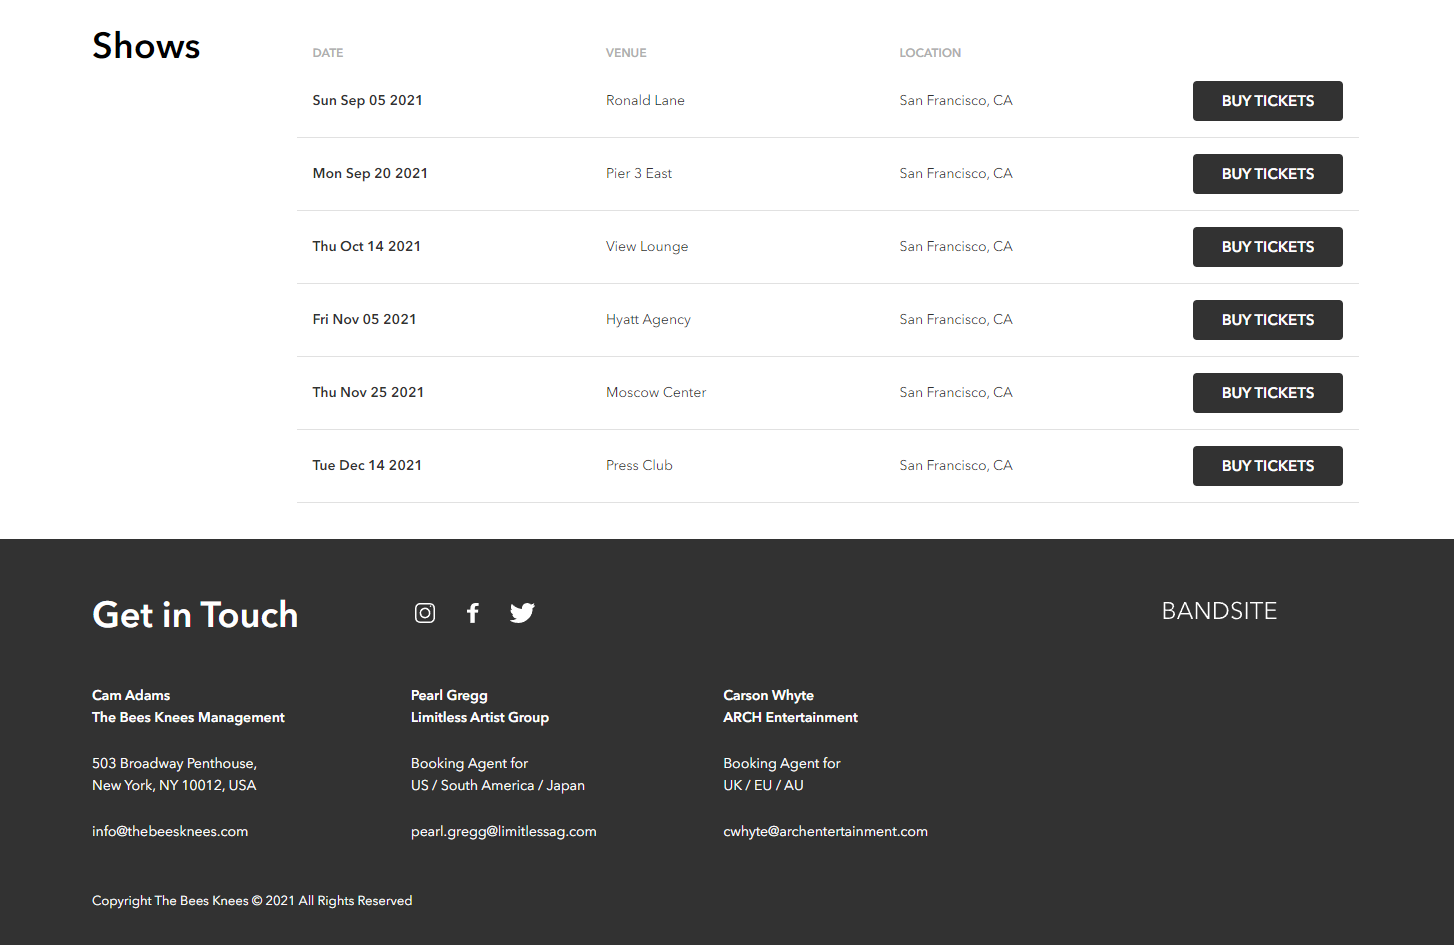 Shows
DATE VENUE LOCATION
Sun Sep 05 2021 Ronald Lane San Francisco, CA BUY TICKETS
Mon Sep 20 2021 Pier 3 East San Francisco, CA BUY TICKETS
Thu Oct 14 2021 View Lounge San Francisco, CA BUY TICKETS
Fri Nov 05 2021 Hyatt Agency San Francisco, CA BUY TICKETS
Thu Nov 25 2021 Moscow Center San Francisco, CA BUY TICKETS
Tue Dec 14 2021 Press Club San Francisco, CA BUY TICKETS
Get in Touch
BANDSITE
Cam Adams
The Bees Knees Management
503 Broadway Penthouse,
New York, NY 10012, USA
info@thebeesknees.com
Pearl Gregg
Limitless Artist Group
Booking Agent for
US / South America / Japan
pearl.gregg@limitlessag.com
Carson Whyte
ARCH Entertainment
Booking Agent for
UK / EU / AU
cwhyte@archentertainment.com
Copyright The Bees Knees © 2021 All Rights Reserved